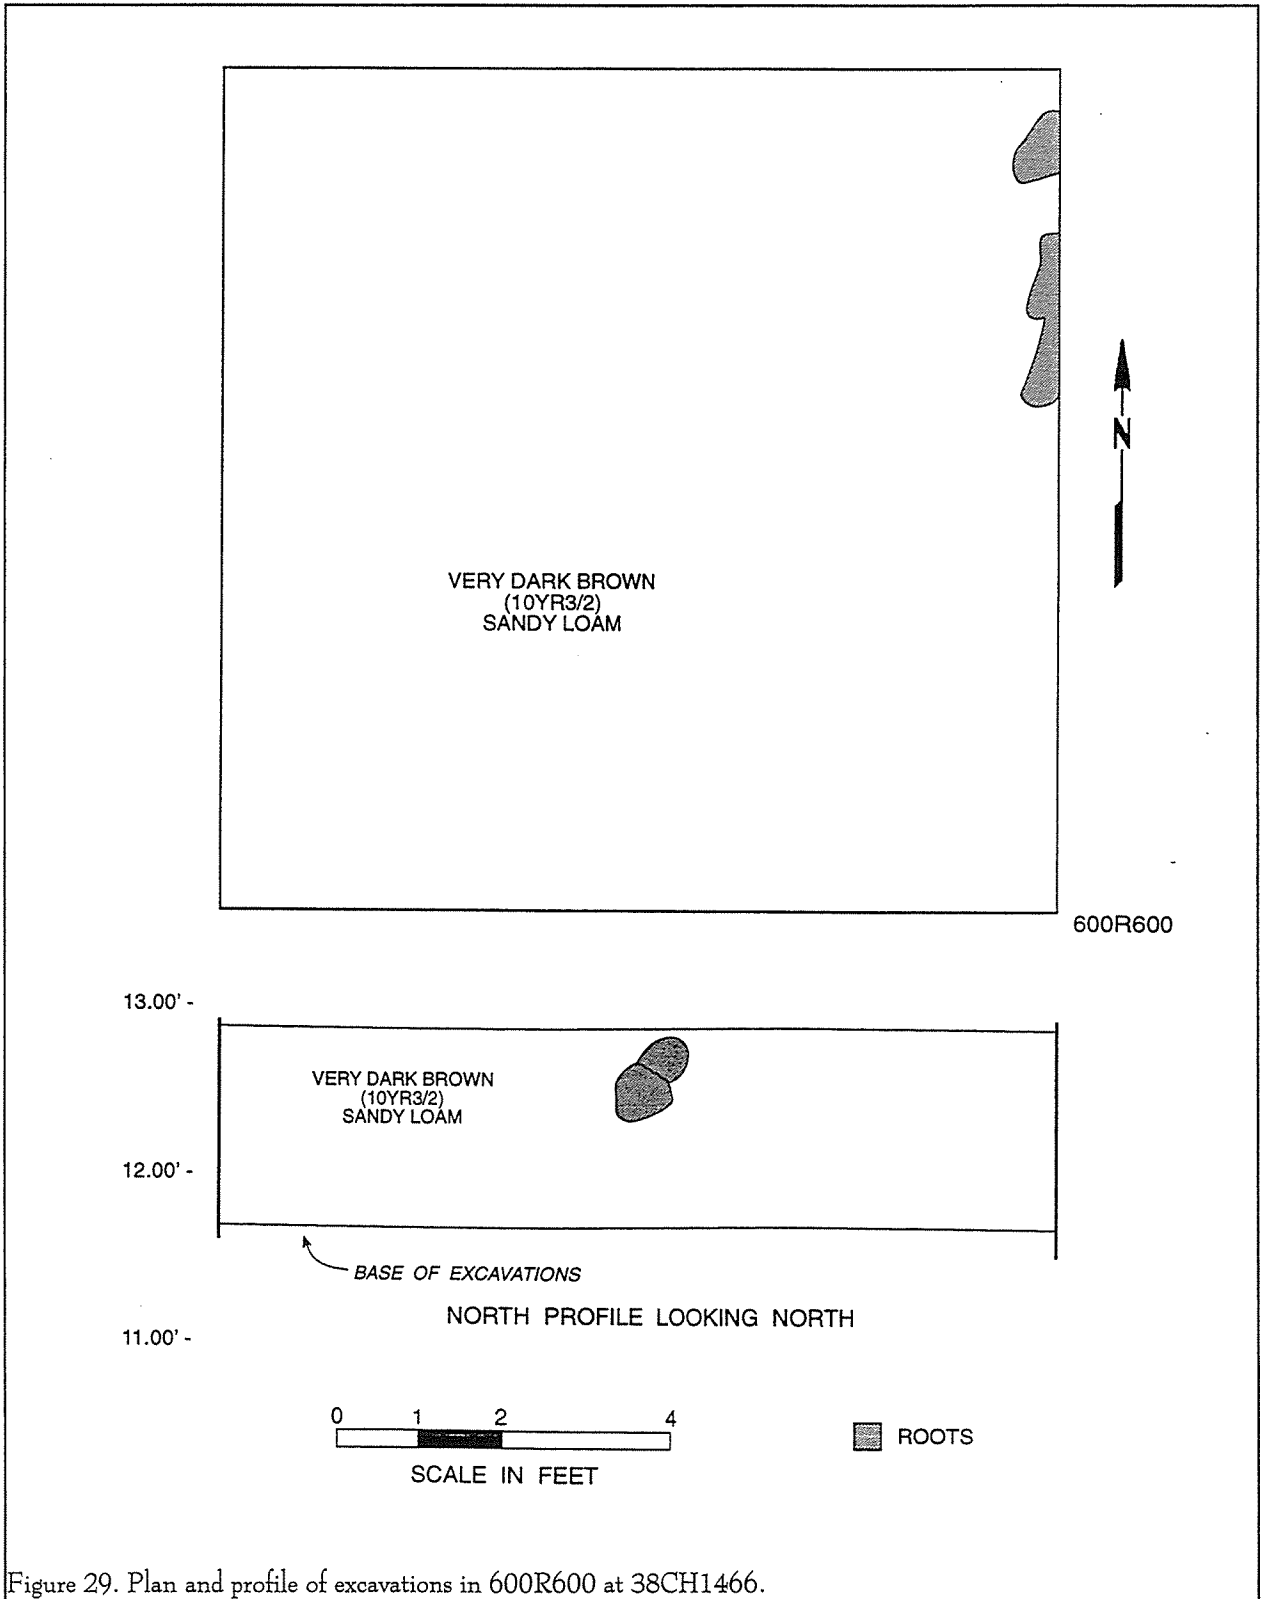 N
VERY DARK BROWN
(10YR3/2)
SANDY LOAM
600R600
13.00' -
VERY DARK BROWN
(10YR3/2)
SANDY LOAM
12.00' -
BASE OF EXCAVATIONS
NORTH PROFILE LOOKING NORTH
11.00' -
0 1 2 4
SCALE IN FEET
ROOTS
Figure 29. Plan and profile of excavations in 600R600 at 38CH1466.